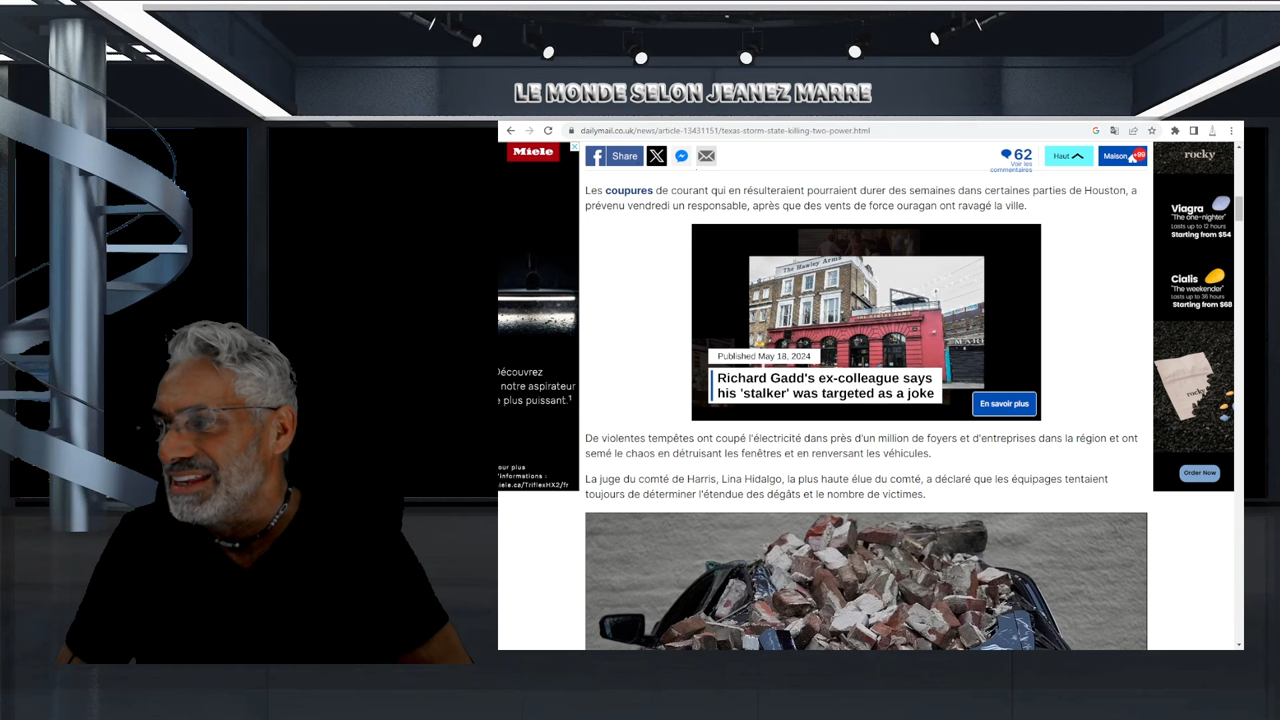 LE MONDE SELON JEANEZ MARRE
dailymail.co.uk/news/article-13431151/texas-storm-state-killing-two-power.html
Miele
Share
62
Voir les
commentaires
Haut
Maison
+99
rocky
Les coupures de courant qui en résulteraient pourraient durer des semaines dans certaines parties de Houston, a
prévenu vendredi un responsable, après que des vents de force ouragan ont ravagé la ville.
Viagra
"The one-nighter"
Lasts up to 12 hours
Starting from $54
The Hawley Arms
Cialis
"The weekender"
Lasts up to 36 hours
Starting from $68
Published May 18, 2024
Richard Gadd's ex-colleague says
his 'stalker' was targeted as a joke
En savoir plus
Découvrez
notre aspirateur
e plus puissant.¹
De violentes tempêtes ont coupé l'électricité dans près d'un million de foyers et d'entreprises dans la région et ont
semé le chaos en détruisant les fenêtres et en renversant les véhicules.
our plus
'informations :
iele.ca/TriflexHX2/fr
La juge du comté de Harris, Lina Hidalgo, la plus haute élue du comté, a déclaré que les équipages tentaient
toujours de déterminer l'étendue des dégâts et le nombre de victimes.
rocky
Order Now